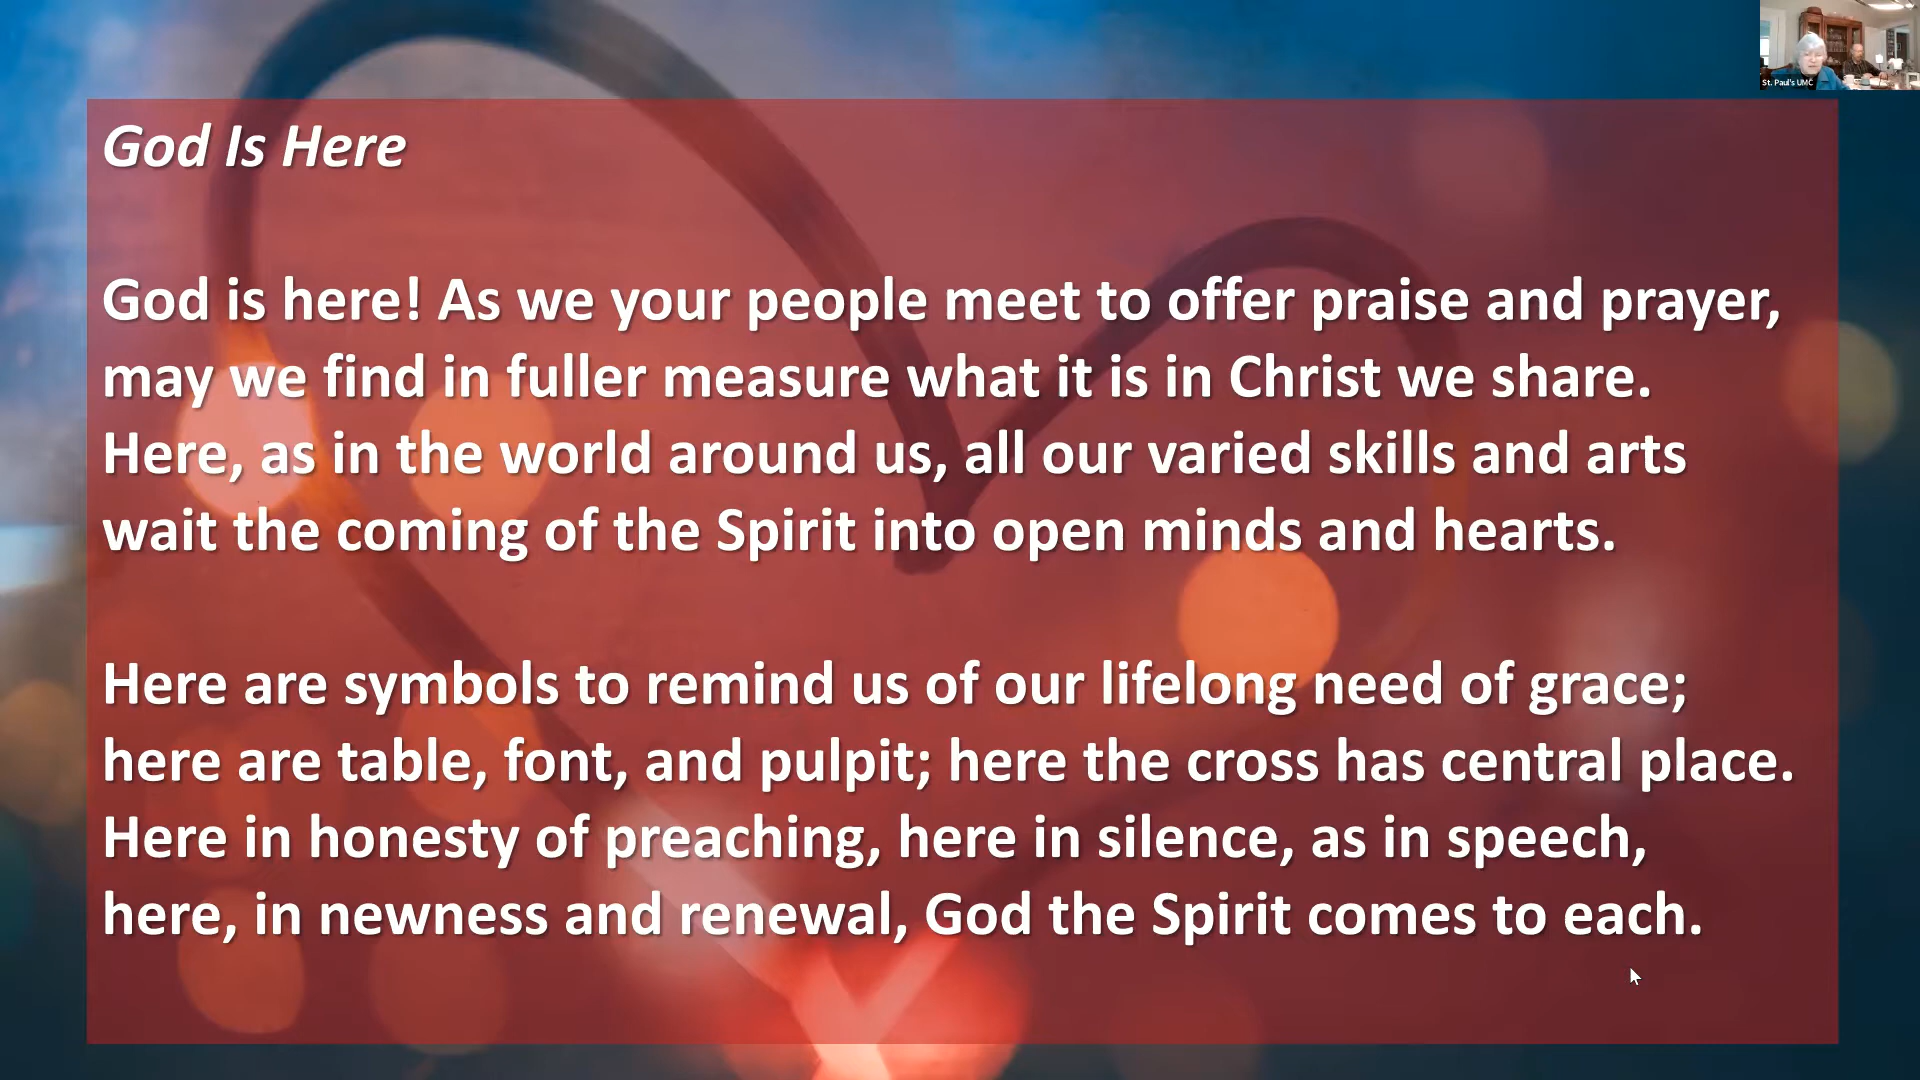 St. Paul's UMC
God Is Here
God is here! As we your people meet to offer praise and prayer,
may we find in fuller measure what it is in Christ we share.
Here, as in the world around us, all our varied skills and arts
wait the coming of the Spirit into open minds and hearts.
Here are symbols to remind us of our lifelong need of grace;
here are table, font, and pulpit; here the cross has central place.
Here in honesty of preaching, here in silence, as in speech,
here, in newness and renewal, God the Spirit comes to each.